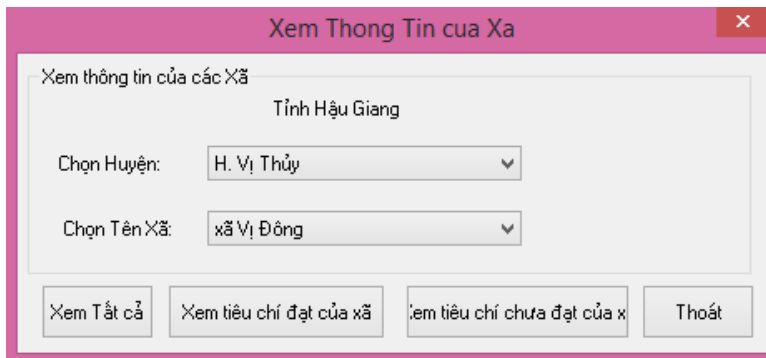 Xem Thong Tin cua Xa
Xem thông tin của các Xã
Tỉnh Hậu Giang
Chọn Huyện: H. Vị Thủy
Chọn Tên Xã: xã Vị Đông
Xem Tất cả Xem tiêu chí đạt của xã tiêu chí chưa đạt của Thoát